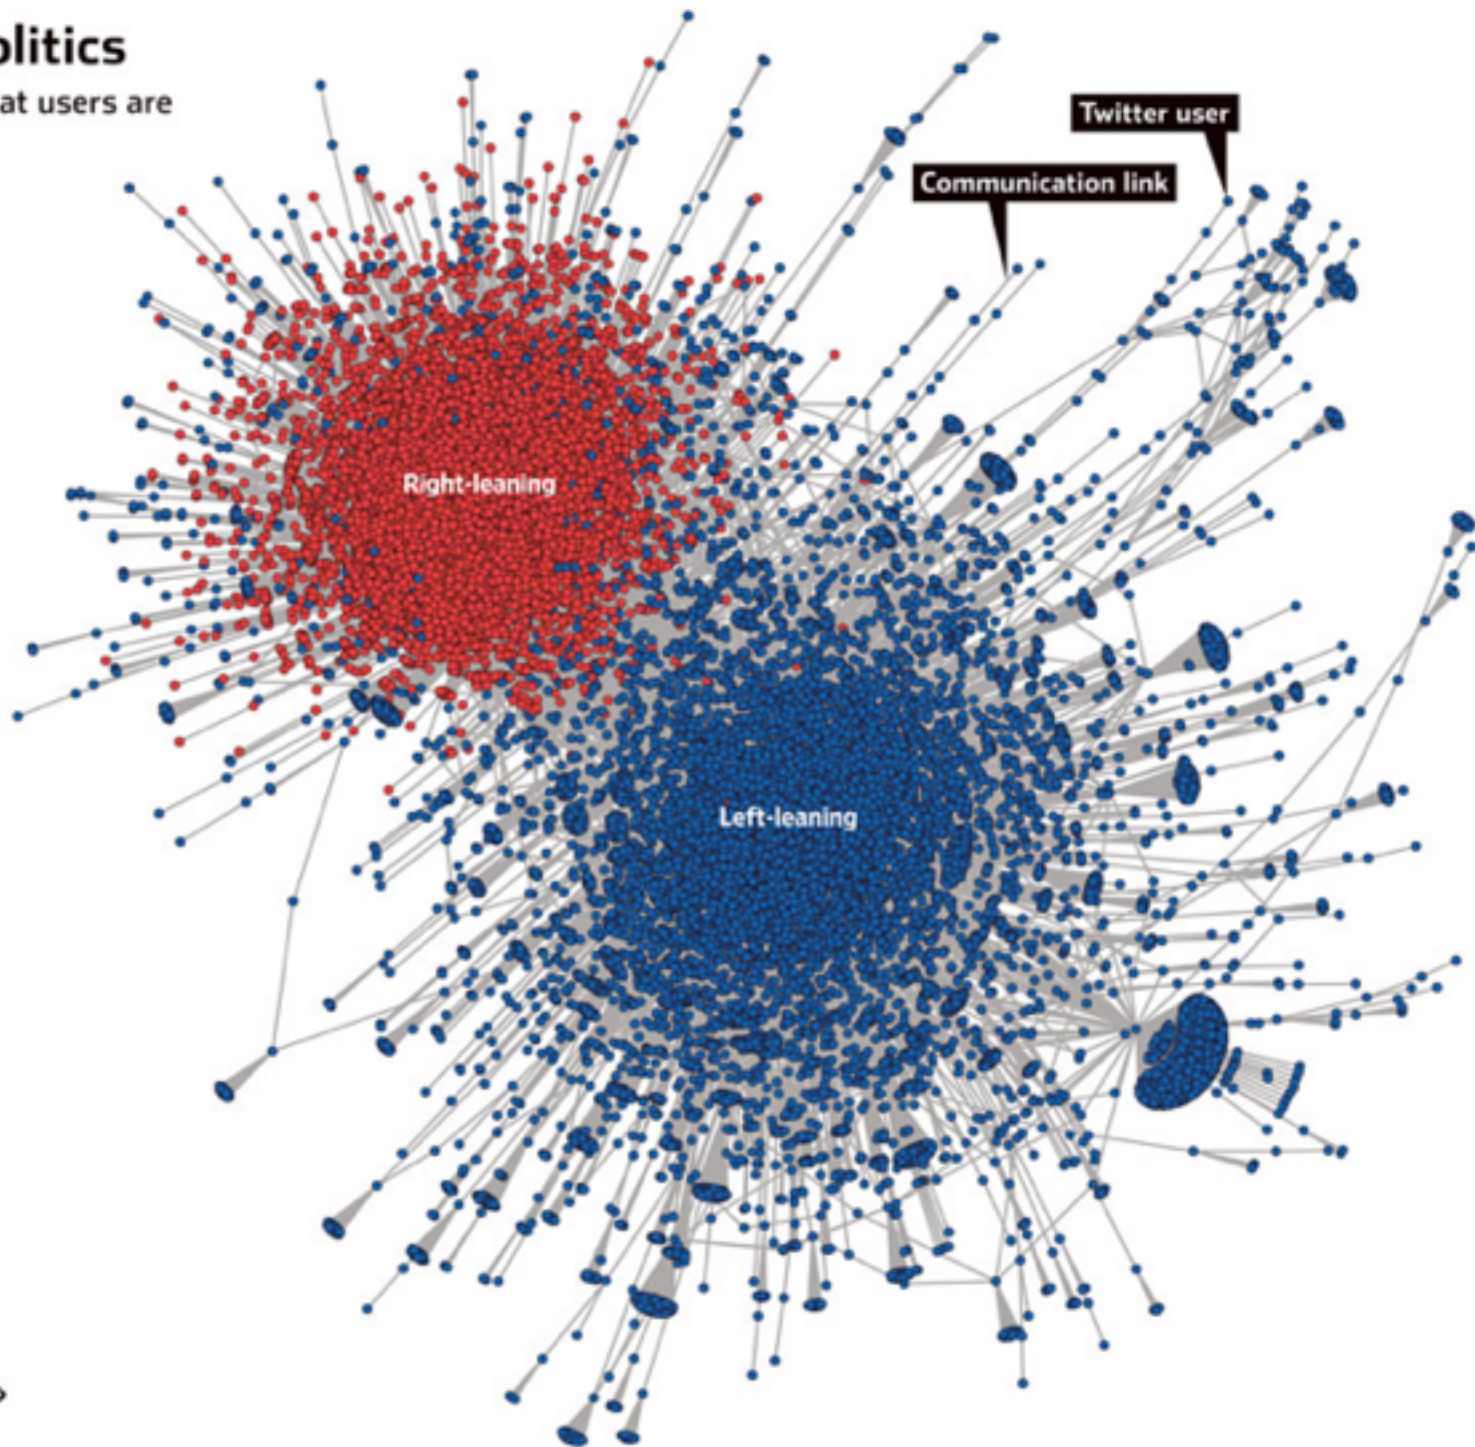 olitics
at users are
Twitter user
Communication link
Right-leaning
Left-leaning